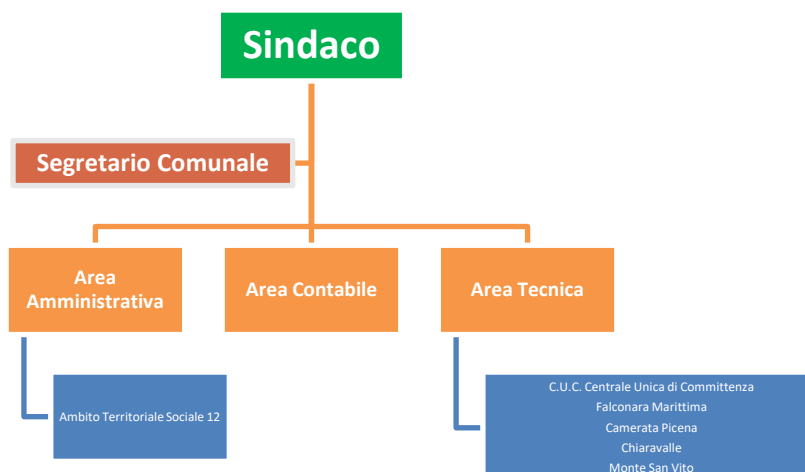 Sindaco
Segretario Comunale
Area
Amministrativa
Area Contabile
Area Tecnica
Ambito Territoriale Sociale 12
C.U.C. Centrale Unica di Committenza
Falconara Marittima
Camerata Picena
Chiaravalle
Monte San Vito